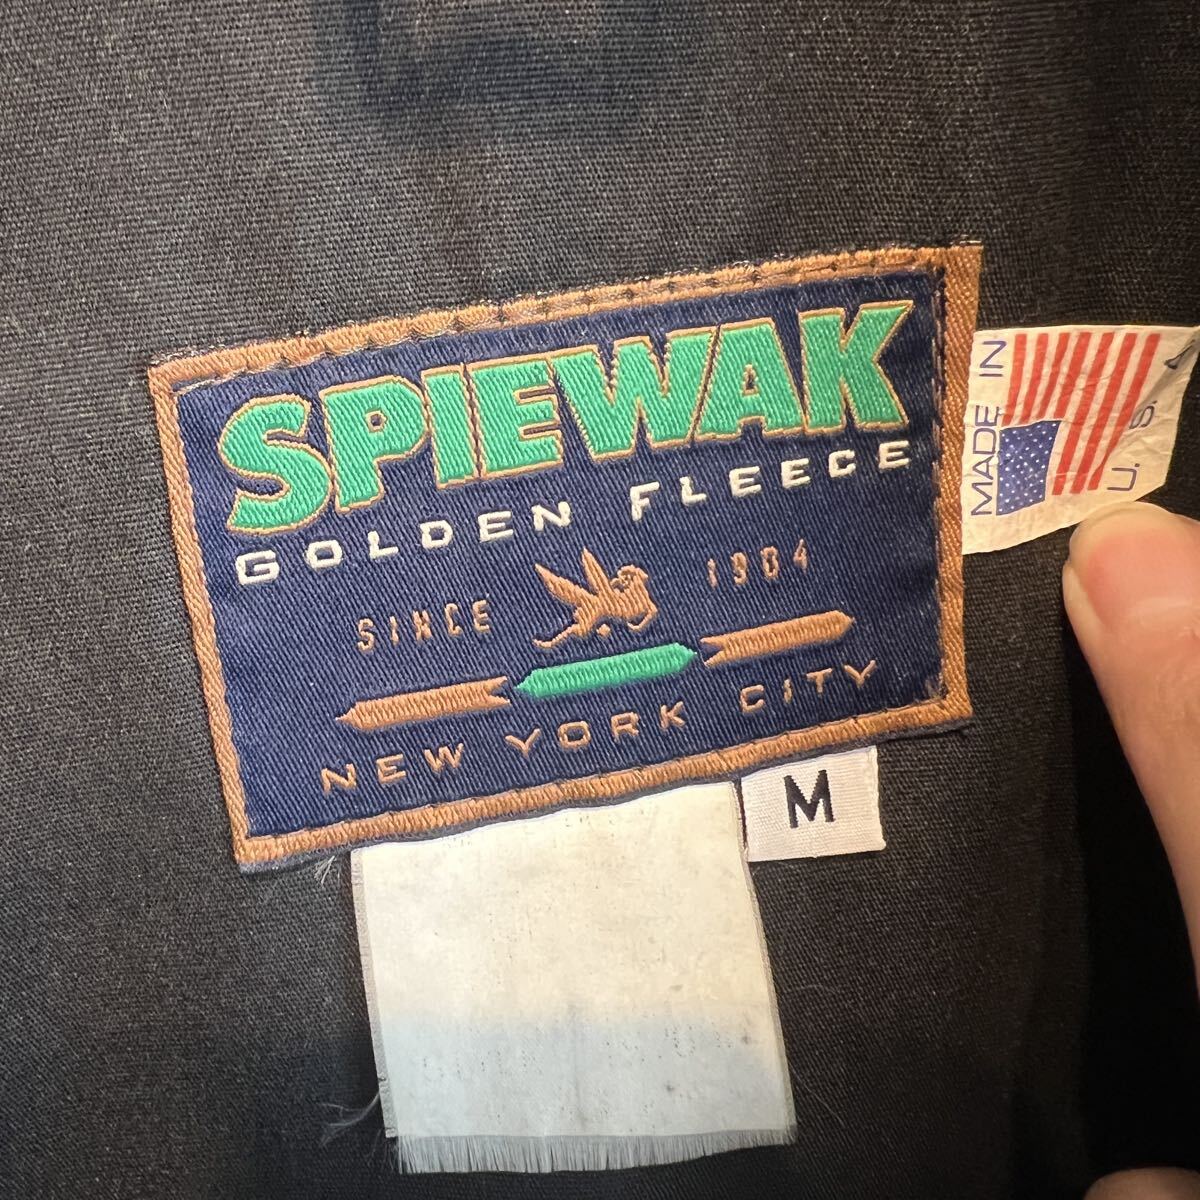 SPIEWAK
GOLDEN FLEECE
SINCE 1904
NEW YORK CITY
M
MADE IN
U. S.